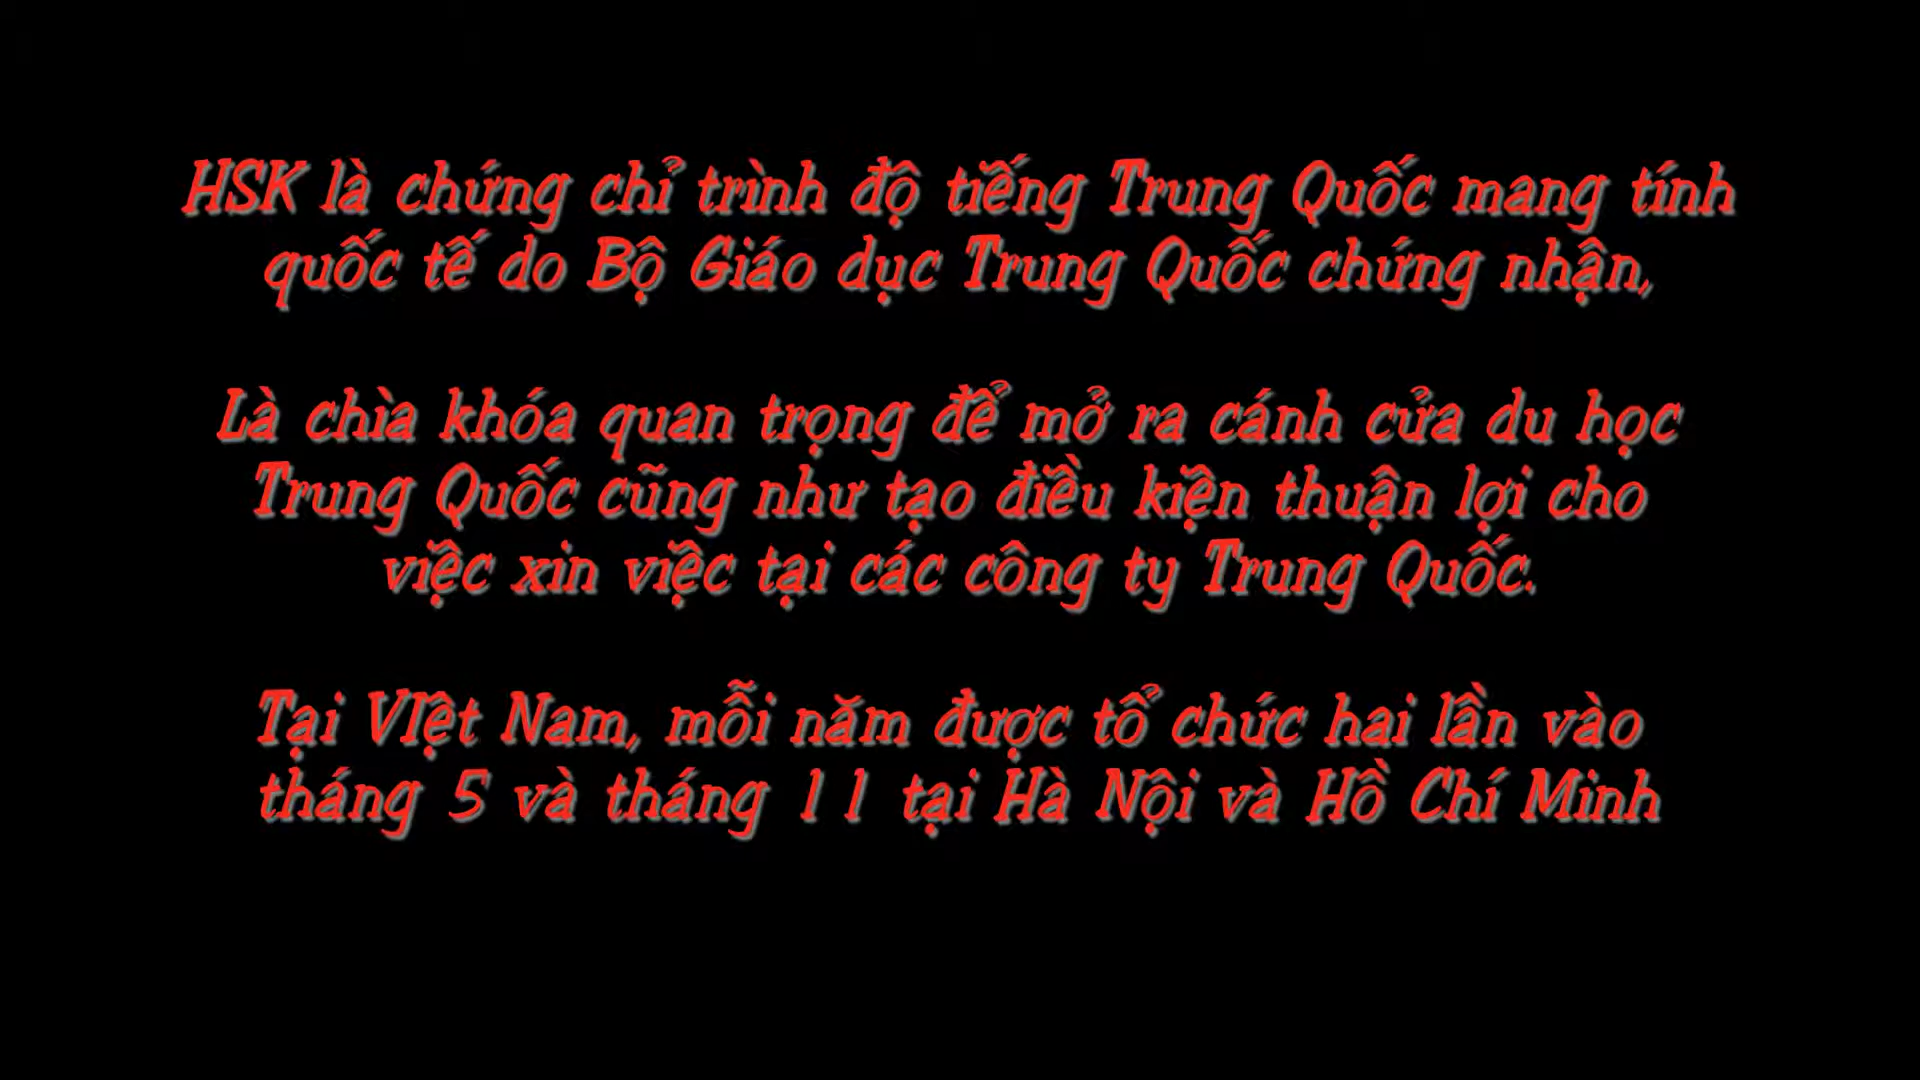 HSK là chứng chỉ trình độ tiếng Trung Quốc mang tính
quốc tế do Bộ Giáo dục Trung Quốc chứng nhận,
Là chìa khóa quan trọng để mở ra cánh cửa du học
Trung Quốc cũng như tạo điều kiện thuận lợi cho
việc xin việc tại các công ty Trung Quốc.
Tại VIệt Nam, mỗi năm được tổ chức hai lần vào
tháng 5 và tháng 11 tại Hà Nội và Hồ Chí Minh